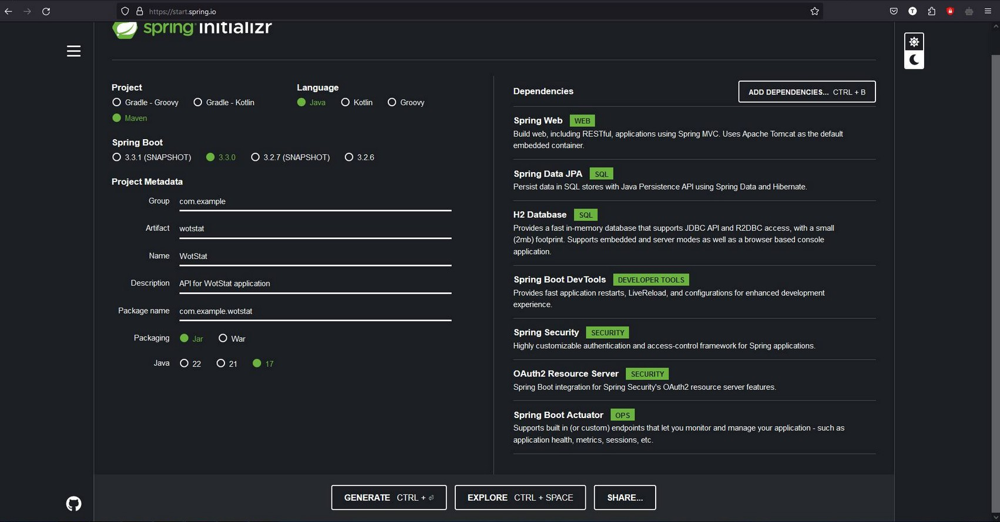 https://start.spring.io
T
spring initializr
Project
Gradle - Groovy Gradle - Kotlin
Maven
Language
Java Kotlin Groovy
Spring Boot
3.3.1 (SNAPSHOT) 3.3.0 3.2.7 (SNAPSHOT) 3.2.6
Project Metadata
Group com.example
Artifact wotstat
Name WotStat
Description API for WotStat application
Package name com.example.wotstat
Packaging Jar War
Java 22 21 17
Dependencies
ADD DEPENDENCIES... CTRL + B
Spring Web WEB
Build web, including RESTful, applications using Spring MVC. Uses Apache Tomcat as the default
embedded container.
Spring Data JPA SQL
Persist data in SQL stores with Java Persistence API using Spring Data and Hibernate.
H2 Database SQL
Provides a fast in-memory database that supports JDBC API and R2DBC access, with a small
(2mb) footprint. Supports embedded and server modes as well as a browser based console
application.
Spring Boot DevTools DEVELOPER TOOLS
Provides fast application restarts, LiveReload, and configurations for enhanced development
experience.
Spring Security SECURITY
Highly customizable authentication and access-control framework for Spring applications.
OAuth2 Resource Server SECURITY
Spring Boot integration for Spring Security's OAuth2 resource server features.
Spring Boot Actuator OPS
Supports built in (or custom) endpoints that let you monitor and manage your application - such as
application health, metrics, sessions, etc.
GENERATE CTRL + ⏎
EXPLORE CTRL + SPACE
SHARE...